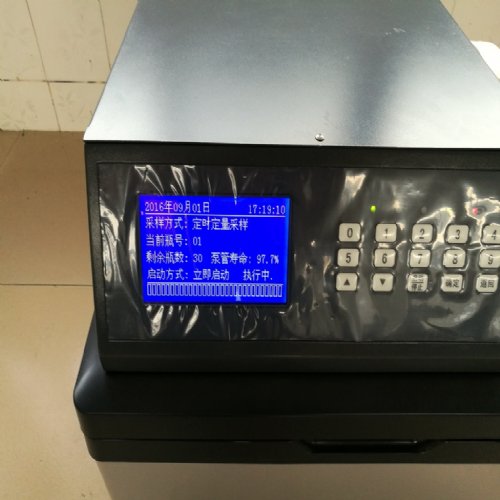 2016年09月01日 17:19:10
采样方式: 定时定量采样
当前瓶号: 01
剩余瓶数: 30 泵管寿命: 97.7%
启动方式: 立即启动 执行中.
0 1 2 3 4
5 6 7 8 9
▲ ▼ 确定 返回